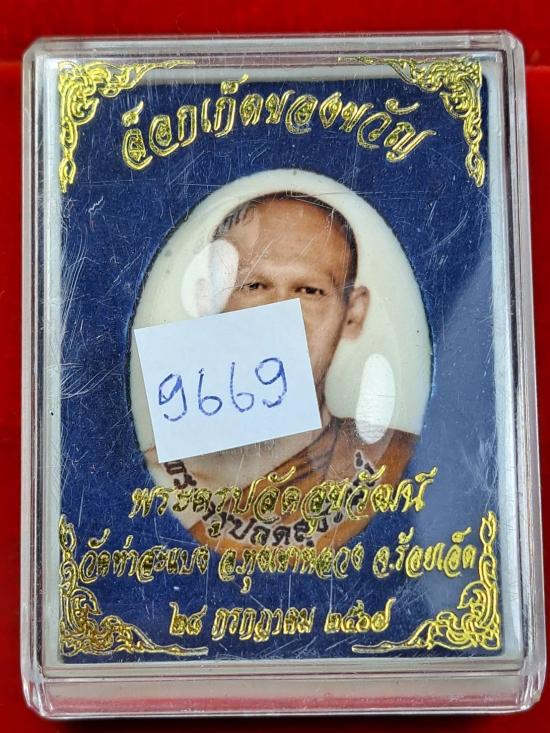 ล็อกเก็ตของขวัญ
9669
พระครูปลัดสุขวัฒน์
วัดท่าสะแบง อ.ทุ่งเขาหลวง จ.ร้อยเอ็ด
๒๘ กรกฎาคม ๒๕๖๗